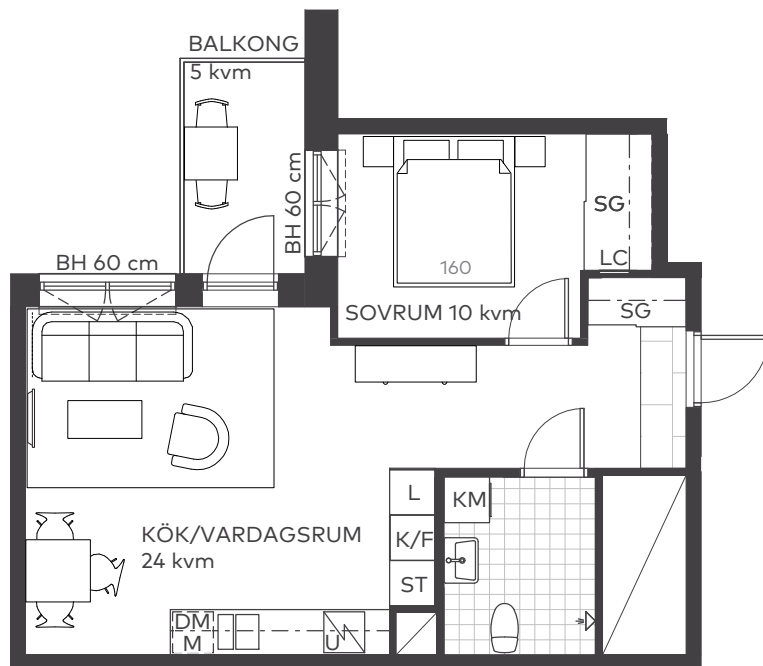 BALKONG
5 kvm
BH 60 cm
BH 60 cm
160
SG
LC
SOVRUM 10 kvm
SG
L
KM
KÖK/VARDAGSRUM
24 kvm
K/F
ST
DM
M
U